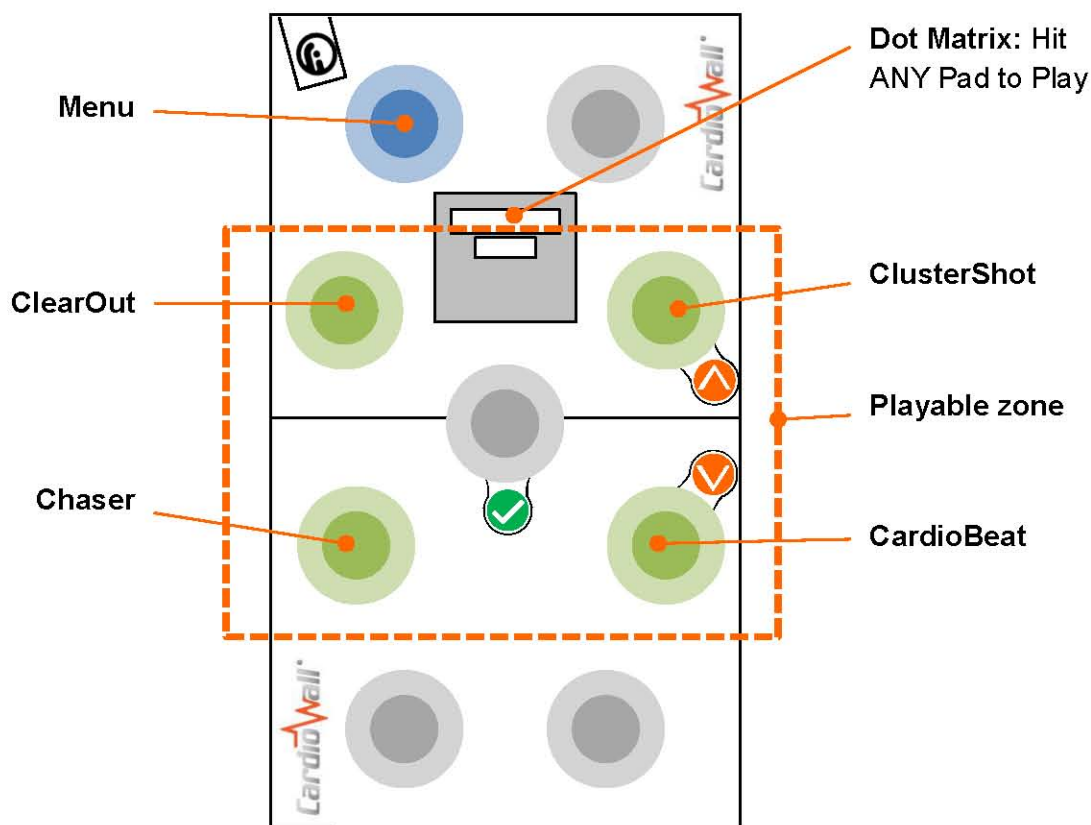 Dot Matrix: Hit
ANY Pad to Play
Menu
CardioWall®
ClearOut
ClusterShot
Playable zone
Chaser
CardioBeat
CardioWall®